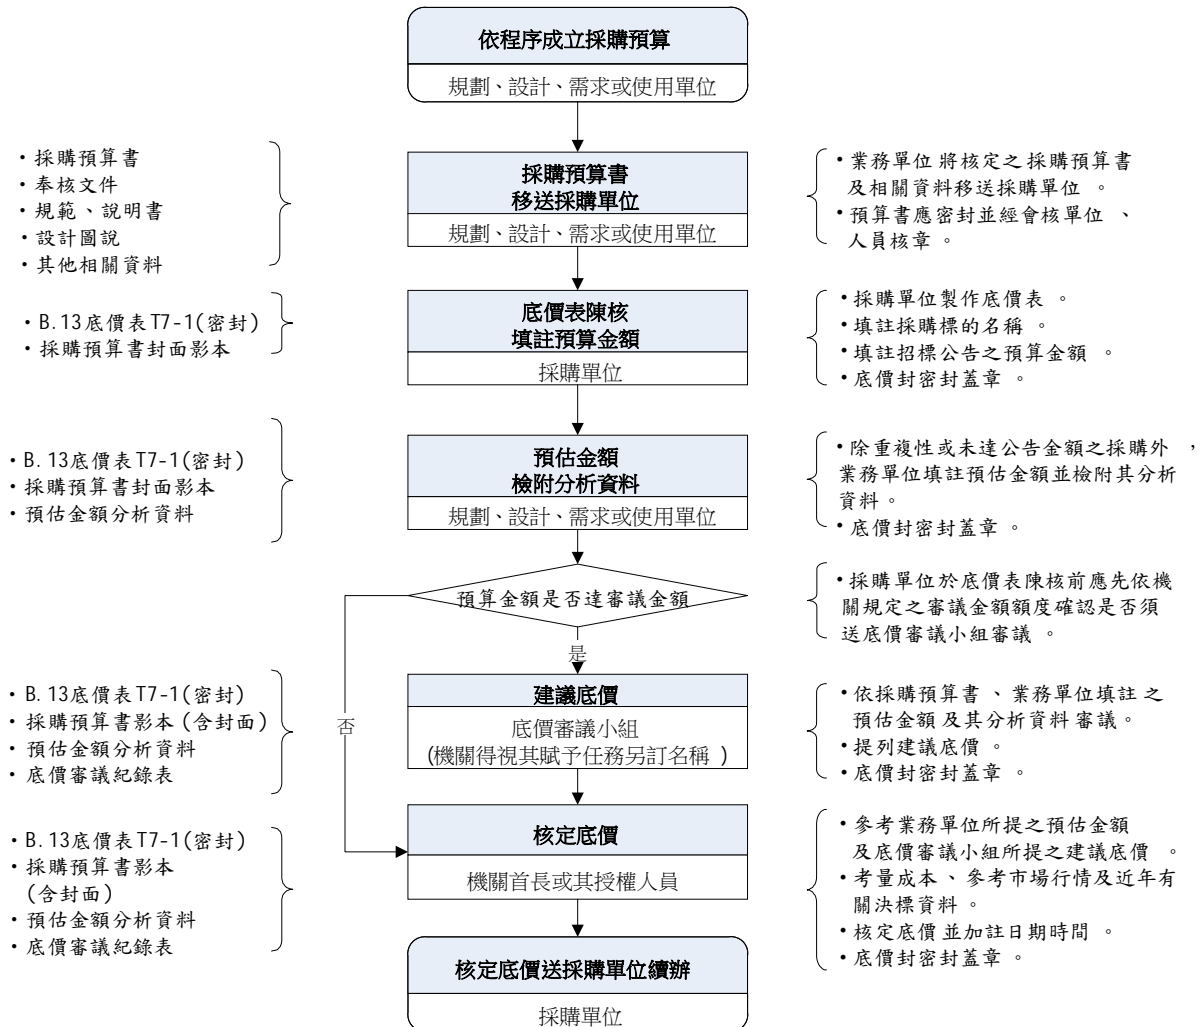 依程序成立採購預算
規劃、設計、需求或使用單位
・採購預算書
・奉核文件
・規範、說明書
・設計圖說
・其他相關資料
採購預算書
移送採購單位
規劃、設計、需求或使用單位
・業務單位 將核定之 採購預算書
及相關資料移送採購單位 。
・預算書應密封並經會核單位 、
人員核章 。
・B.13底價表T7-1(密封)
・採購預算書封面影本
底價表陳核
填註預算金額
採購單位
・採購單位製作底價表 。
・填註採購標的名稱 。
・填註招標公告之預算金額 。
・底價封密封蓋章 。
・B.13底價表T7-1(密封)
・採購預算書封面影本
・預估金額分析資料
預估金額
檢附分析資料
規劃、設計、需求或使用單位
・除重複性或未達公告金額之採購外 ，
業務單位填註預估金額並檢附其分析
資料。
・底價封密封蓋章 。
預算金額是否達審議金額
・採購單位於底價表陳核前應先依機
關規定之審議金額額度確認是否須
送底價審議小組審議 。
是
否
・B.13底價表T7-1(密封)
・採購預算書影本 (含封面)
・預估金額分析資料
・底價審議紀錄表
建議底價
底價審議小組
(機關得視其賦予任務另訂名稱 )
・依採購預算書 、業務單位填註 之
預估金額 及其分析資料 審議。
・提列建議底價 。
・底價封密封蓋章 。
・B.13底價表T7-1(密封)
・採購預算書影本
(含封面)
・預估金額分析資料
・底價審議紀錄表
核定底價
機關首長或其授權人員
・參考業務單位所提之預估金額
及底價審議小組所提之建議底價 。
・考量成本 、參考市場行情及近年有
關決標資料 。
・核定底價 並加註日期時間 。
・底價封密封蓋章 。
核定底價送採購單位續辦
採購單位